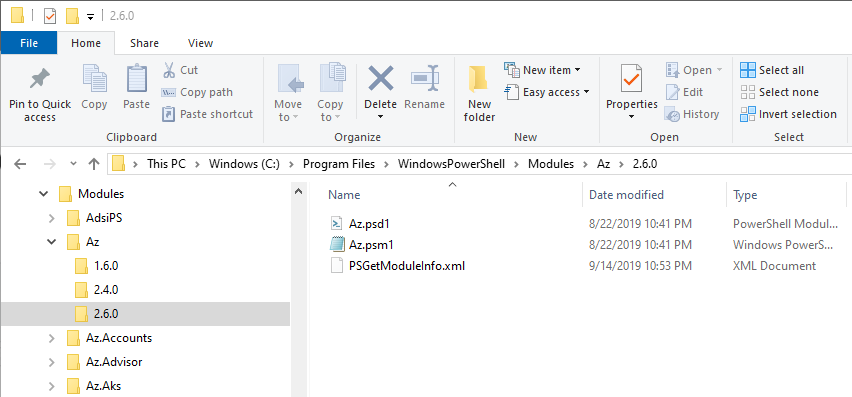 2.6.0
File Home Share View
Pin to Quick access
Copy
Paste
Cut
Copy path
Paste shortcut
Clipboard
Move to
Copy to
Delete
Rename
Organize
New folder
New item
Easy access
New
Properties
Open
Edit
History
Open
Select all
Select none
Invert selection
Select
This PC Windows (C:) Program Files WindowsPowerShell Modules Az 2.6.0
Modules
AdsiPS
Az
1.6.0
2.4.0
2.6.0
Az.Accounts
Az.Advisor
Az.Aks
Name Date modified Type
Az.psd1 8/22/2019 10:41 PM PowerShell Modul...
Az.psm1 8/22/2019 10:41 PM Windows PowerS...
PSGetModuleInfo.xml 9/14/2019 10:53 PM XML Document